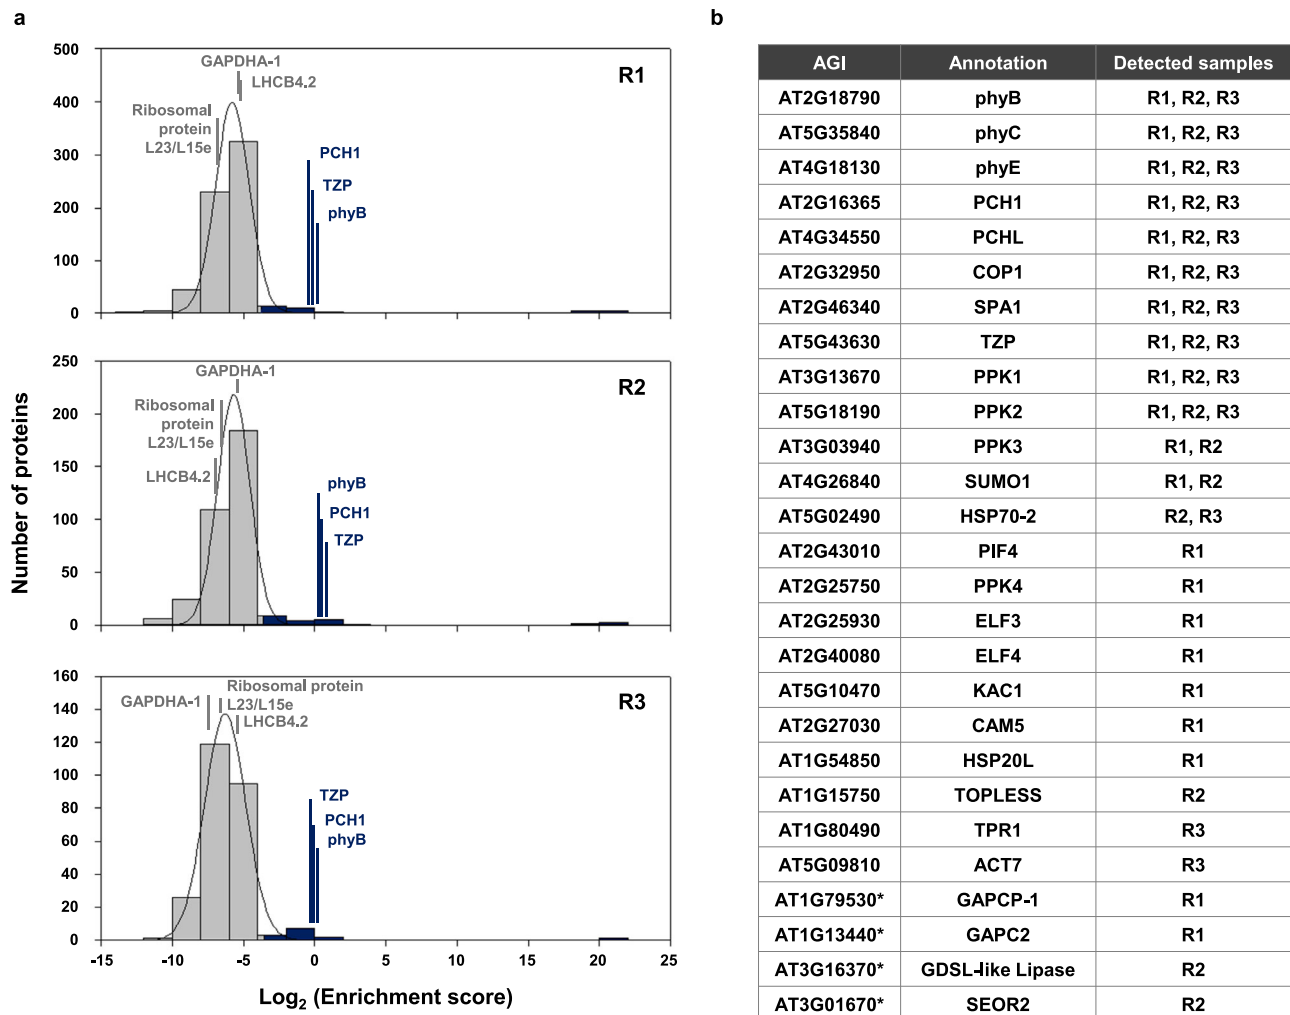 a
Number of proteins
500
400
300
200
100
0
R1
GAPDHA-1
LHCB4.2
Ribosomal
protein
L23/L15e
PCH1
TZP
phyB
250
200
150
100
50
0
R2
GAPDHA-1
Ribosomal
protein
L23/L15e
LHCB4.2
phyB
PCH1
TZP
160
140
120
100
80
60
40
20
0
R3
GAPDHA-1
Ribosomal protein
L23/L15e
LHCB4.2
TZP
PCH1
phyB
-15 -10 -5 0 5 10 15 20 25
Log2 (Enrichment score)
b
AGI Annotation Detected samples
AT2G18790 phyB R1, R2, R3
AT5G35840 phyC R1, R2, R3
AT4G18130 phyE R1, R2, R3
AT2G16365 PCH1 R1, R2, R3
AT4G34550 PCHL R1, R2, R3
AT2G32950 COP1 R1, R2, R3
AT2G46340 SPA1 R1, R2, R3
AT5G43630 TZP R1, R2, R3
AT3G13670 PPK1 R1, R2, R3
AT5G18190 PPK2 R1, R2, R3
AT3G03940 PPK3 R1, R2
AT4G26840 SUMO1 R1, R2
AT5G02490 HSP70-2 R2, R3
AT2G43010 PIF4 R1
AT2G25750 PPK4 R1
AT2G25930 ELF3 R1
AT2G40080 ELF4 R1
AT5G10470 KAC1 R1
AT2G27030 CAM5 R1
AT1G54850 HSP20L R1
AT1G15750 TOPLESS R2
AT1G80490 TPR1 R3
AT5G09810 ACT7 R3
AT1G79530* GAPCP-1 R1
AT1G13440* GAPC2 R1
AT3G16370* GDSL-like Lipase R2
AT3G01670* SEOR2 R2